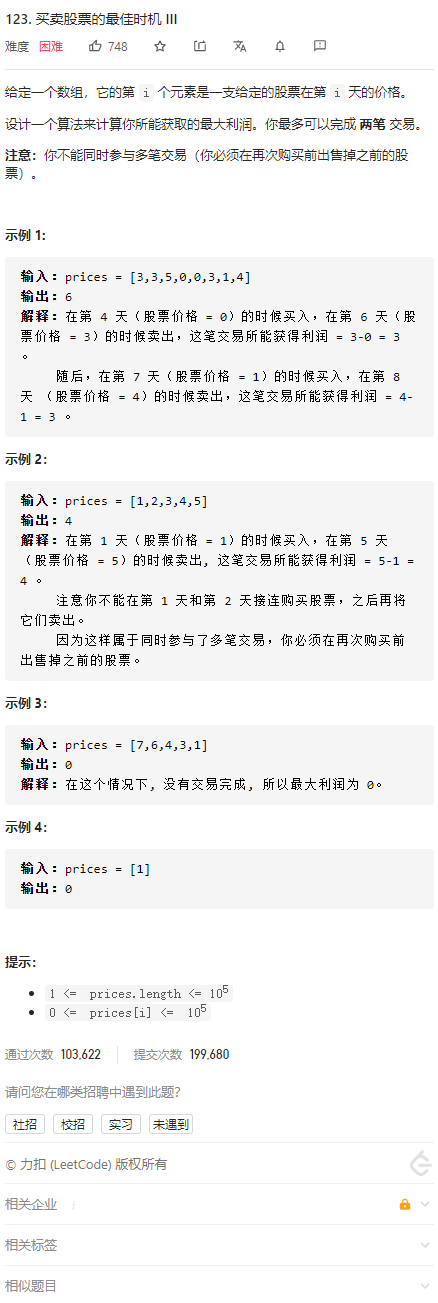 123. 买卖股票的最佳时机 III
难度 困难 748
给定一个数组，它的第 i 个元素是一支给定的股票在第 i 天的价格。
设计一个算法来计算你所能获取的最大利润。你最多可以完成 两笔 交易。
注意：你不能同时参与多笔交易（你必须在再次购买前出售掉之前的股
票）。
示例 1：
输入：prices = [3,3,5,0,0,3,1,4]
输出：6
解释：在第 4 天（股票价格 = 0）的时候买入，在第 6 天（股
票价格 = 3）的时候卖出，这笔交易所能获得利润 = 3-0 = 3
。
随后，在第 7 天（股票价格 = 1）的时候买入，在第 8
天 （股票价格 = 4）的时候卖出，这笔交易所能获得利润 = 4-
1 = 3 。
示例 2：
输入：prices = [1,2,3,4,5]
输出：4
解释：在第 1 天（股票价格 = 1）的时候买入，在第 5 天
（股票价格 = 5）的时候卖出, 这笔交易所能获得利润 = 5-1 =
4 。
注意你不能在第 1 天和第 2 天接连购买股票，之后再将
它们卖出。
因为这样属于同时参与了多笔交易，你必须在再次购买前
出售掉之前的股票。
示例 3：
输入：prices = [7,6,4,3,1]
输出：0
解释：在这个情况下, 没有交易完成, 所以最大利润为 0。
示例 4：
输入：prices = [1]
输出：0
提示：
1 <= prices.length <= 10⁵
0 <= prices[i] <= 10⁵
通过次数 103,622 提交次数 199,680
请问您在哪类招聘中遇到此题？
社招 校招 实习 未遇到
© 力扣 (LeetCode) 版权所有
相关企业 i
相关标签
相似题目